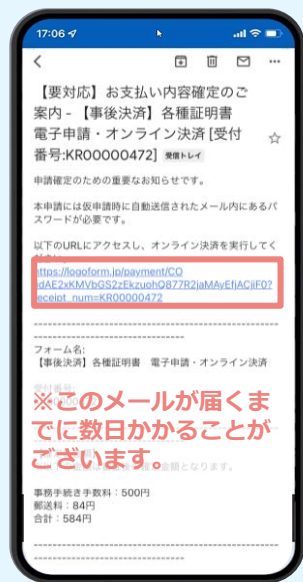 17:06
【要対応】お支払い内容確定のご
案内 - 【事後決済】各種証明書
電子申請・オンライン決済 [受付
番号:KR00000472] 受信トレイ
申請確定のための重要なお知らせです。
本申請には仮申請時に自動送信されたメール内にあるパ
スワードが必要です。
以下のURLにアクセスし、オンライン決済を実行してく
https://logoform.jp/payment/CO
dAE2xKMVbGS2zEkzuohQ877R2jaMAyEfjACjiF0?
receipt_num=KR00000472
--------------------------------------------------------
----------------------------------
フォーム名:
【事後決済】各種証明書 電子申請・オンライン決済
※このメールが届くま
でに数日かかることが
ございます。
事務手続き手数料：500円
郵送料：84円
合計：584円
--------------------------------------------------------
----------------------------------